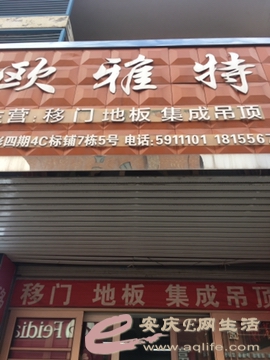 欧雅特
营:移门 地板 集成吊顶
四期4C标铺7栋5号 电话:5911101 181556
移门 地板 集成吊顶
Feidi
安庆E网生活
www.aqlife.com